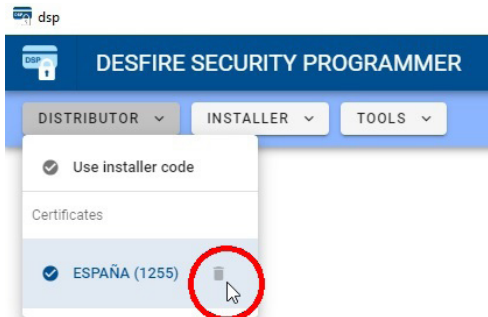 dsp
DSP DESFIRE SECURITY PROGRAMMER
DISTRIBUTOR INSTALLER TOOLS
Use installer code
Certificates
ESPAÑA (1255)